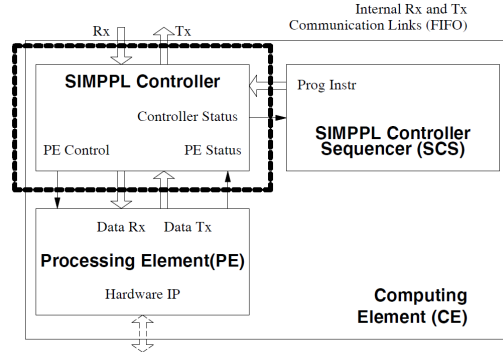 Internal Rx and Tx
Communication Links (FIFO)
Rx
Tx
SIMPPL Controller
Prog Instr
Controller Status
SIMPPL Controller
Sequencer (SCS)
PE Control
PE Status
Data Rx
Data Tx
Processing Element(PE)
Hardware IP
Computing
Element (CE)